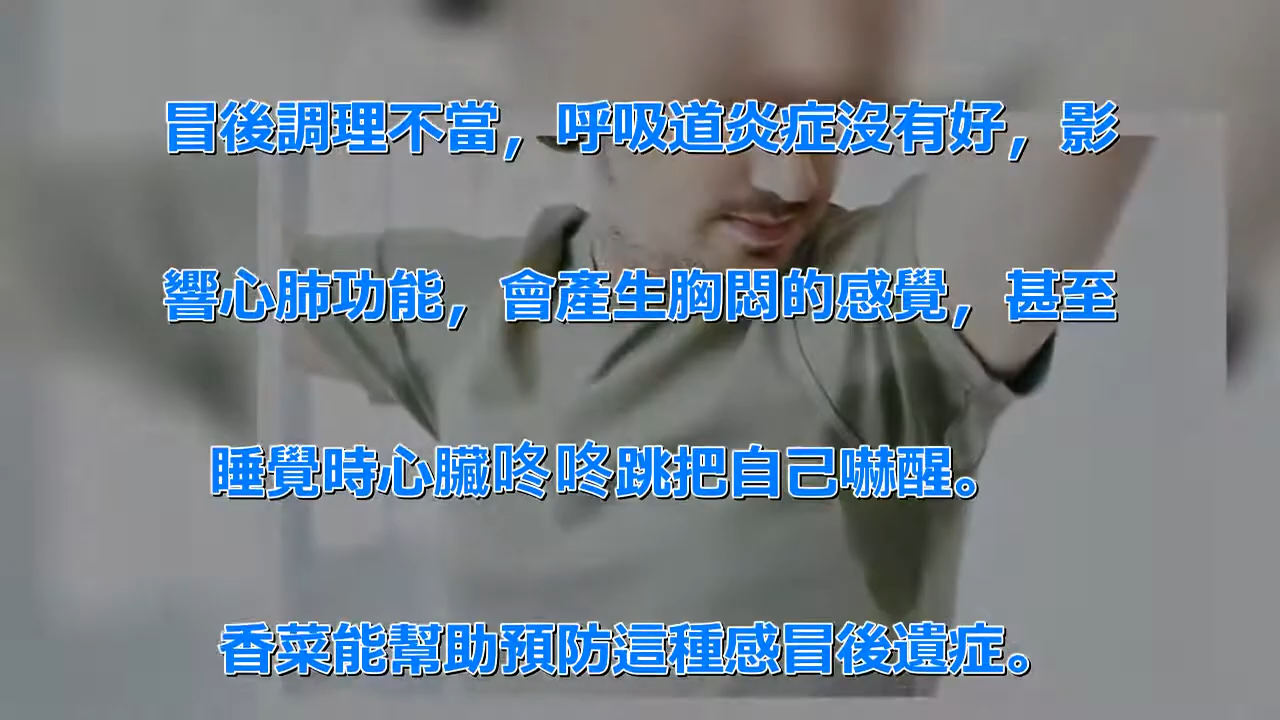 冒後調理不當，呼吸道炎症沒有好，影
響心肺功能，會產生胸悶的感覺，甚至
睡覺時心臟咚咚跳把自己嚇醒。
香菜能幫助預防這種感冒後遺症。